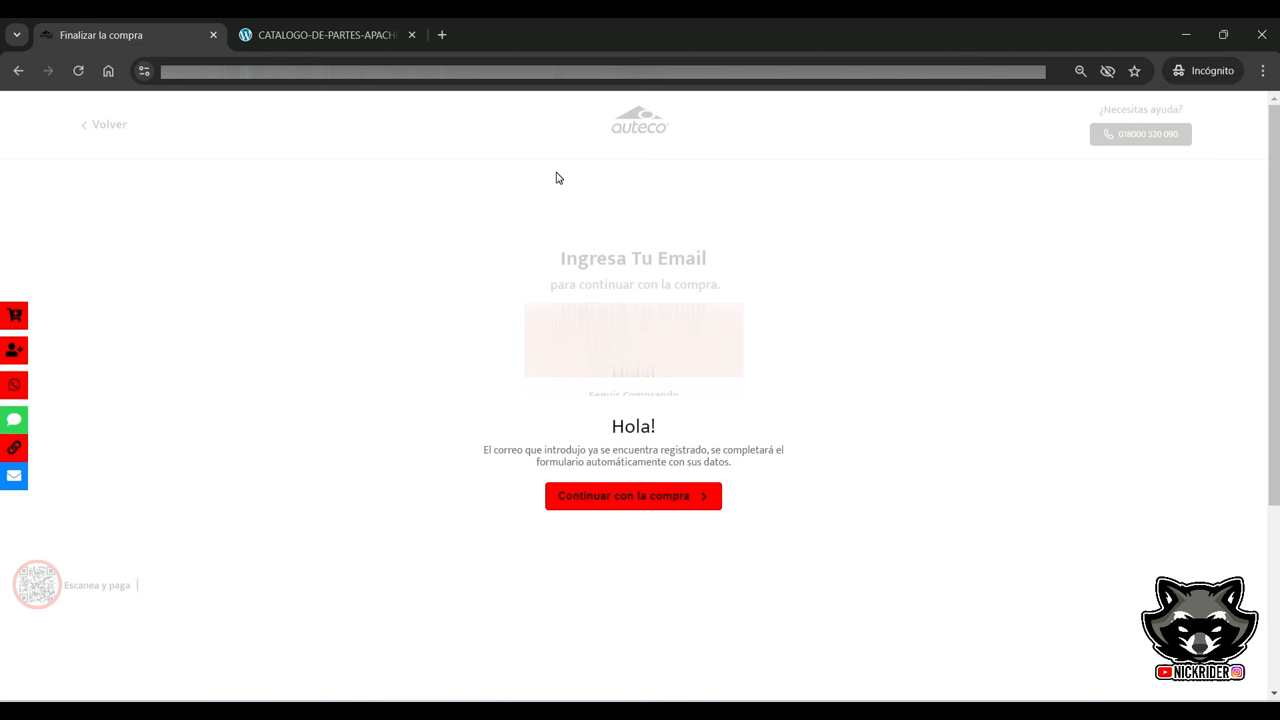 Finalizar la compra
CATALOGO-DE-PARTES-APACH
Incógnito
Volver
auteco
¿Necesitas ayuda?
018000 520 090
Ingresa Tu Email
para continuar con la compra.
Seguir Comprando
Hola!
El correo que introdujo ya se encuentra registrado, se completará el
formulario automáticamente con sus datos.
Continuar con la compra
Escanea y paga
NICKRIDER